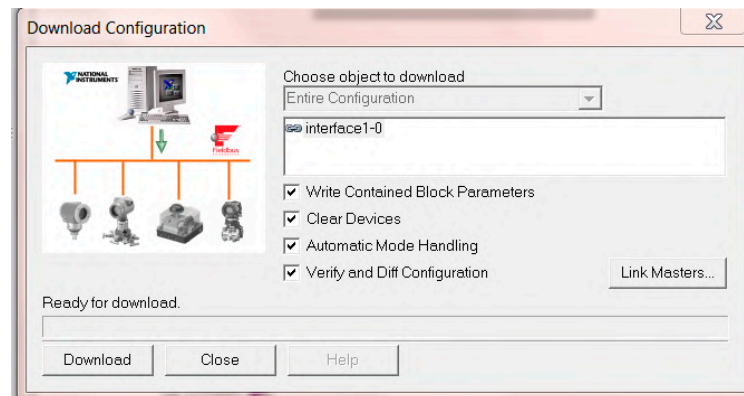 Download Configuration
NATIONAL
INSTRUMENTS
Fieldbus
Choose object to download
Entire Configuration
interface1-0
Write Contained Block Parameters
Clear Devices
Automatic Mode Handling
Verify and Diff Configuration
Link Masters...
Ready for download.
Download
Close
Help